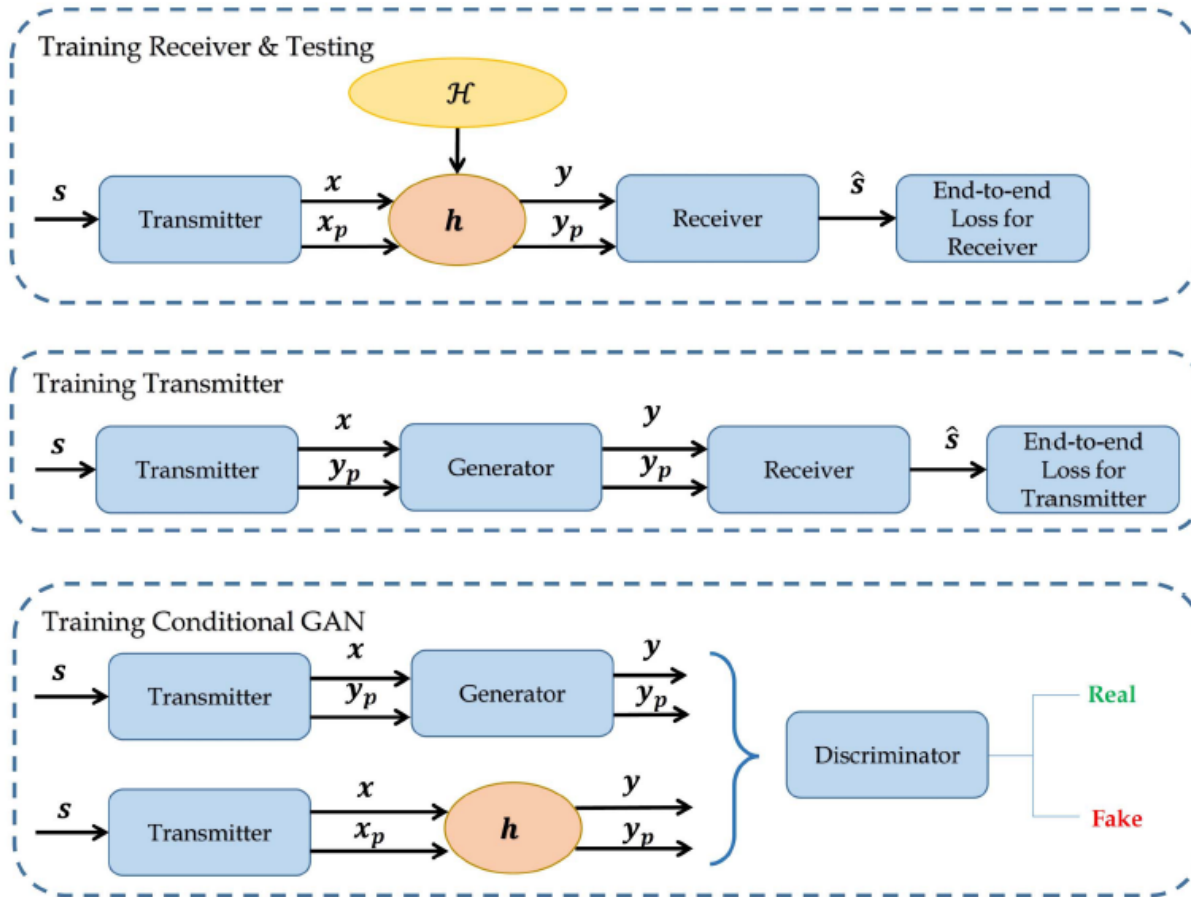 Training Receiver & Testing
ℋ
s
Transmitter
x
x_p
h
y
y_p
Receiver
ŝ
End-to-end
Loss for
Receiver
Training Transmitter
s
Transmitter
x
y_p
Generator
y
y_p
Receiver
ŝ
End-to-end
Loss for
Transmitter
Training Conditional GAN
s
Transmitter
x
y_p
Generator
y
y_p
s
Transmitter
x
x_p
h
y
y_p
Discriminator
Real
Fake